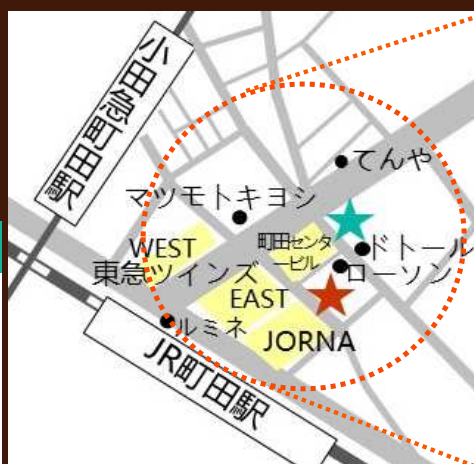 小田急町田駅
てんや
マツモトキヨシ
WEST
町田センタ
ービル
ドトール
東急ツインズ
ローソン
EAST
ルミネ
JORNA
JR町田駅